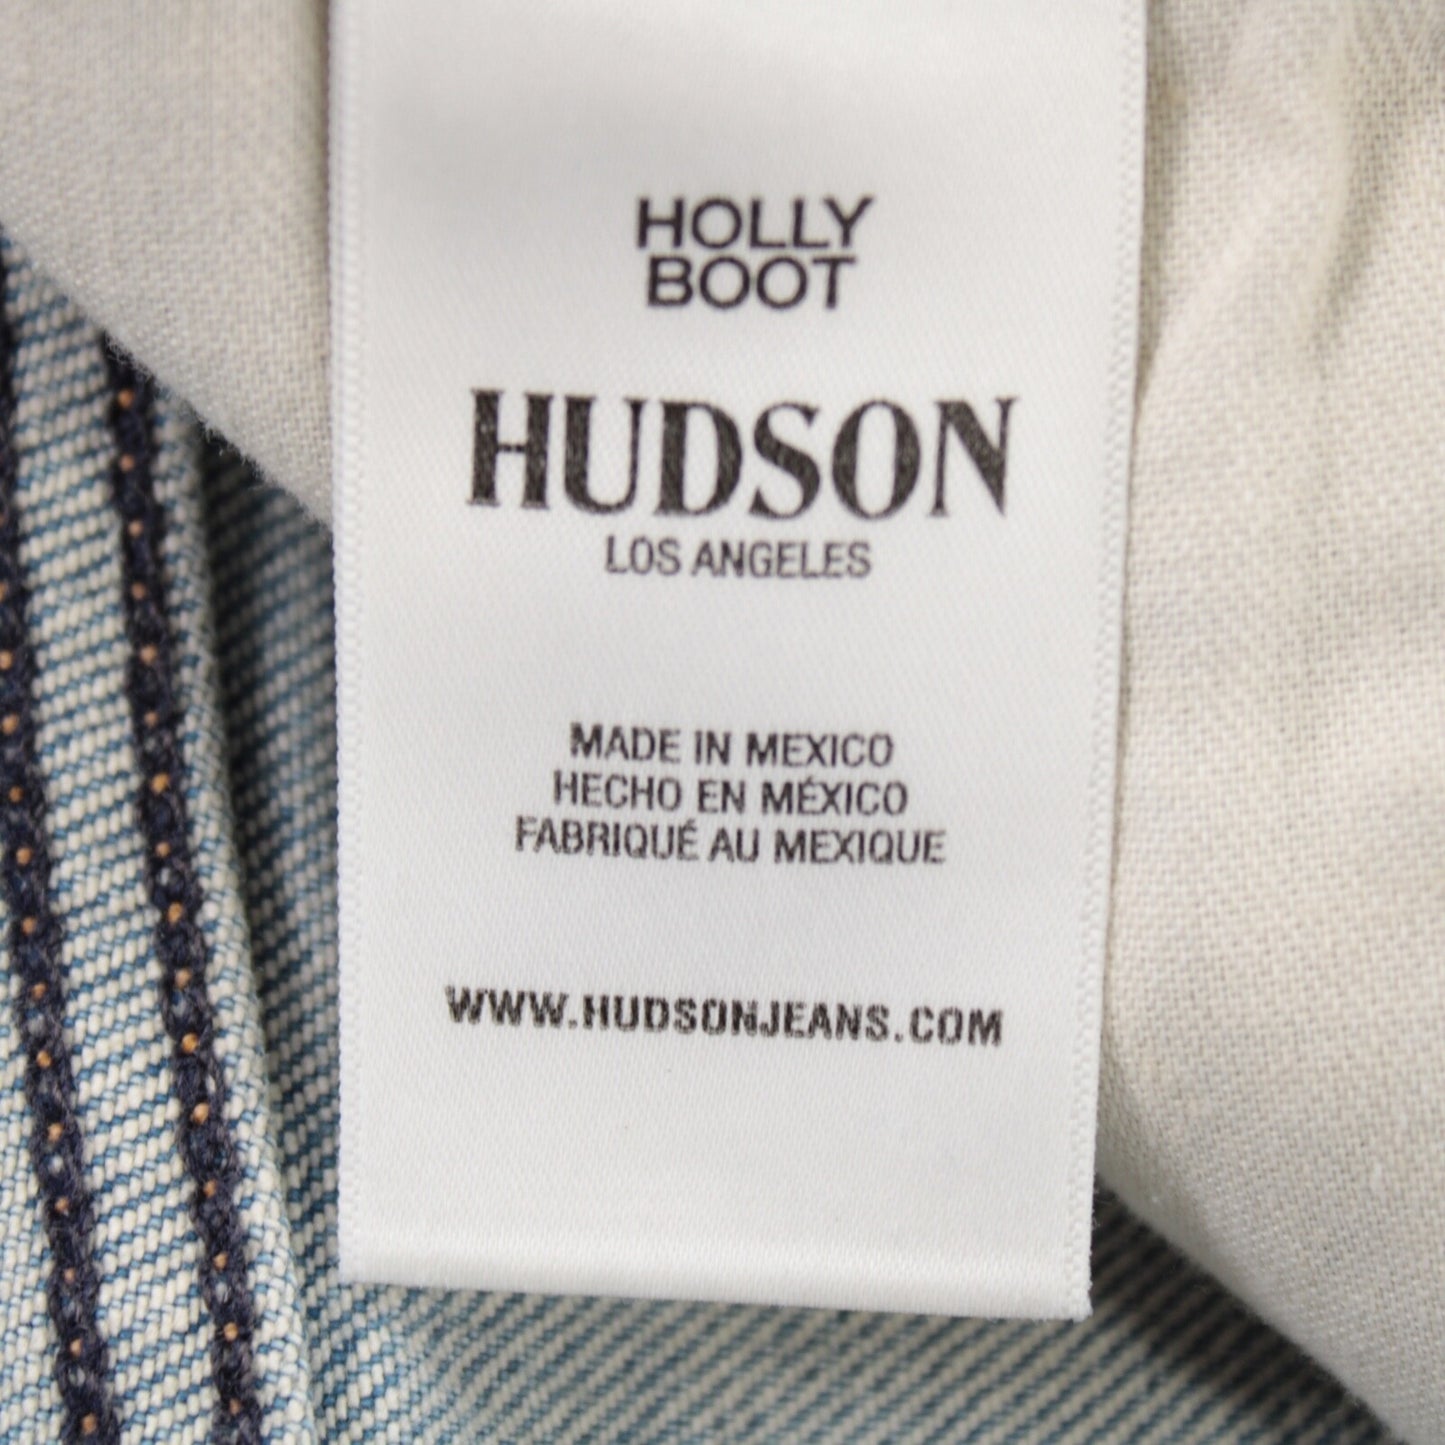 HOLLY
BOOT
HUDSON
LOS ANGELES
MADE IN MEXICO
HECHO EN MÉXICO
FABRIQUÉ AU MEXIQUE
WWW.HUDSONJEANS.COM